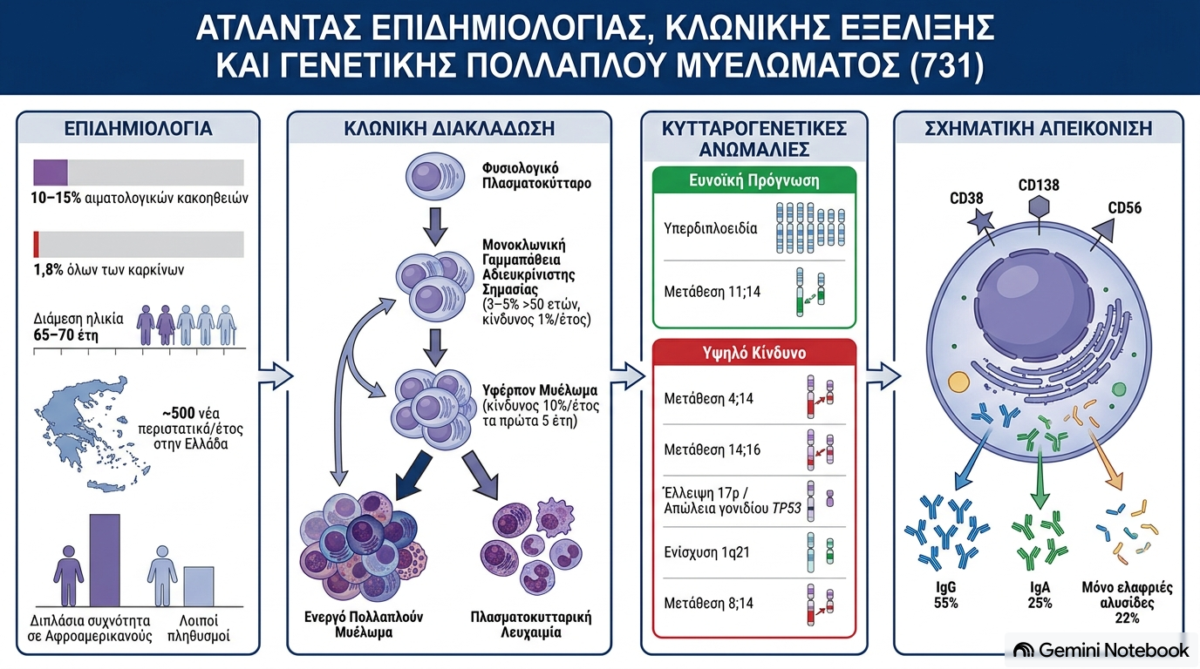 ΑΤΛΑΝΤΑΣ ΕΠΙΔΗΜΙΟΛΟΓΙΑΣ, ΚΛΩΝΙΚΗΣ ΕΞΕΛΙΞΗΣ
ΚΑΙ ΓΕΝΕΤΙΚΗΣ ΠΟΛΛΑΠΛΟΥ ΜΥΕΛΩΜΑΤΟΣ (731)
ΕΠΙΔΗΜΙΟΛΟΓΙΑ
10–15% αιματολογικών κακοηθειών
1,8% όλων των καρκίνων
Διάμεση ηλικία
65–70 έτη
~500 νέα
περιστατικά/έτος
στην Ελλάδα
Διπλάσια συχνότητα
σε Αφροαμερικανούς
Λοιποί
πληθυσμοί
ΚΛΩΝΙΚΗ ΔΙΑΚΛΑΔΩΣΗ
Φυσιολογικό
Πλασματοκύτταρο
Μονοκλωνική
Γαμμαπάθεια
Αδιευκρίνιστης
Σημασίας
(3–5% >50 ετών,
κίνδυνος 1%/έτος)
Υφέρπον Μυέλωμα
(κίνδυνος 10%/έτος
τα πρώτα 5 έτη)
Ενεργό Πολλαπλούν
Μυέλωμα
Πλασματοκυτταρική
Λευχαιμία
ΚΥΤΤΑΡΟΓΕΝΕΤΙΚΕΣ
ΑΝΩΜΑΛΙΕΣ
Ευνοϊκή Πρόγνωση
Υπερδιπλοειδία
Μετάθεση 11;14
Υψηλό Κίνδυνο
Μετάθεση 4;14
Μετάθεση 14;16
Έλλειψη 17p /
Απώλεια γονιδίου TP53
Ενίσχυση 1q21
Μετάθεση 8;14
ΣΧΗΜΑΤΙΚΗ ΑΠΕΙΚΟΝΙΣΗ
CD38
CD138
CD56
IgG
55%
IgA
25%
Μόνο ελαφριές
αλυσίδες
22%
Gemini Notebook